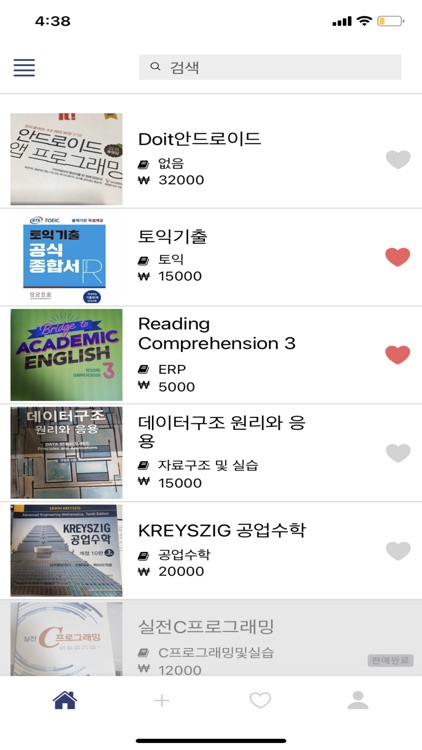 4:38
검색
it!
안드로이드
앱 프로그래밍
Doit안드로이드
없음
₩ 32000
ETS TOEIC
토익기출
공식
종합서
R
토익기출
토익
₩ 15000
Bridge to
ACADEMIC
ENGLISH
READING
COMPREHENSION 3
Reading
Comprehension 3
ERP
₩ 5000
데이터구조
원리와 응용
데이터구조 원리와 응
용
자료구조 및 실습
₩ 15000
ERWIN KREYSZIG
Advanced Engineering Mathematics, Tenth Edition
KREYSZIG
공업수학
개정 10판 上
KREYSZIG 공업수학
공업수학
₩ 20000
실전 C프로그래밍
실전C프로그래밍
C프로그래밍및실습
₩ 12000
판매완료